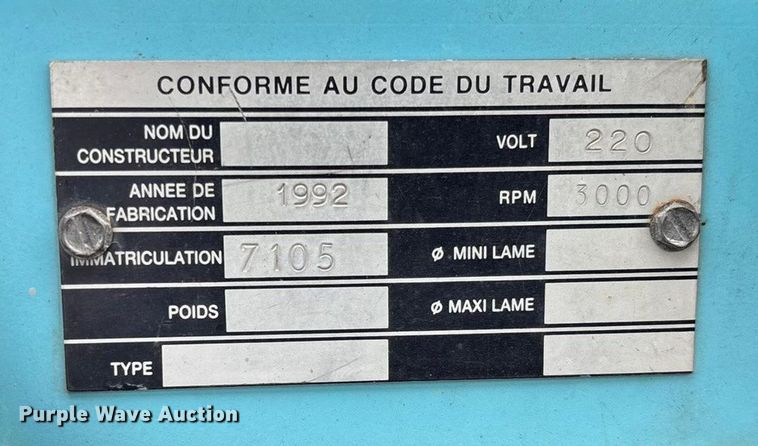 CONFORME AU CODE DU TRAVAIL
NOM DU CONSTRUCTEUR
VOLT 220
ANNEE DE FABRICATION 1992
RPM 3000
IMMATRICULATION 7105
Ø MINI LAME
POIDS
Ø MAXI LAME
TYPE
Purple Wave Auction